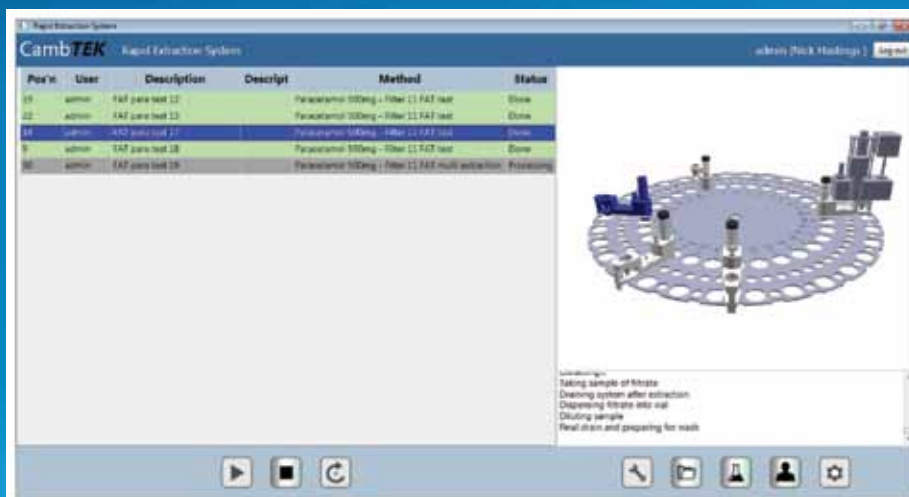 Rapid Extraction System
CambTEK Rapid Extraction System admin (Nick Hastings) Log out
Pos'n User Description Descript Method Status
admin FAT para test 12 Paracetamol 500mg - Filter 11 FAT test Done
22 admin FAT para test 13 Paracetamol 500mg - Filter 11 FAT test Done
admin FAT para test 17 Paracetamol 500mg - Filter 11 FAT test Done
admin FAT para test 18 Paracetamol 500mg - Filter 11 FAT test Done
admin FAT para test 19 Paracetamol 500mg - Filter 11 FAT multi extraction Processing
Taking sample of filtrate
Draining system after extraction
Dispensing filtrate into vial
Diluting sample
Final drain and preparing for wash